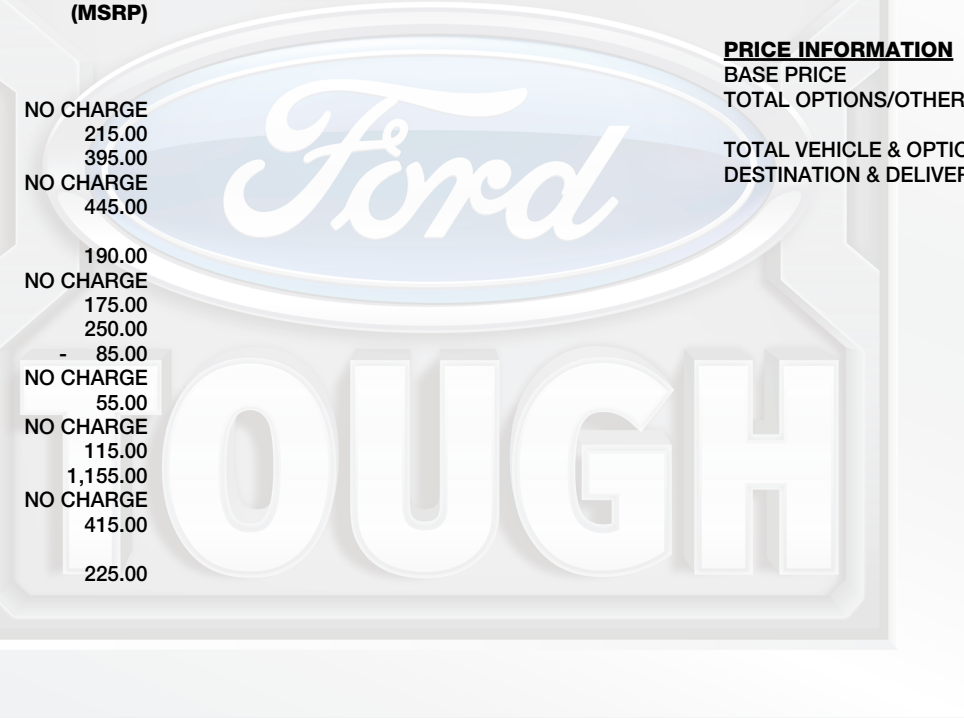 (MSRP)
NO CHARGE
215.00
395.00
NO CHARGE
445.00
190.00
NO CHARGE
175.00
250.00
- 85.00
NO CHARGE
55.00
NO CHARGE
115.00
1,155.00
NO CHARGE
415.00
225.00
PRICE INFORMATION
BASE PRICE
TOTAL OPTIONS/OTHER
TOTAL VEHICLE & OPTIO
DESTINATION & DELIVER
Ford
TOUGH